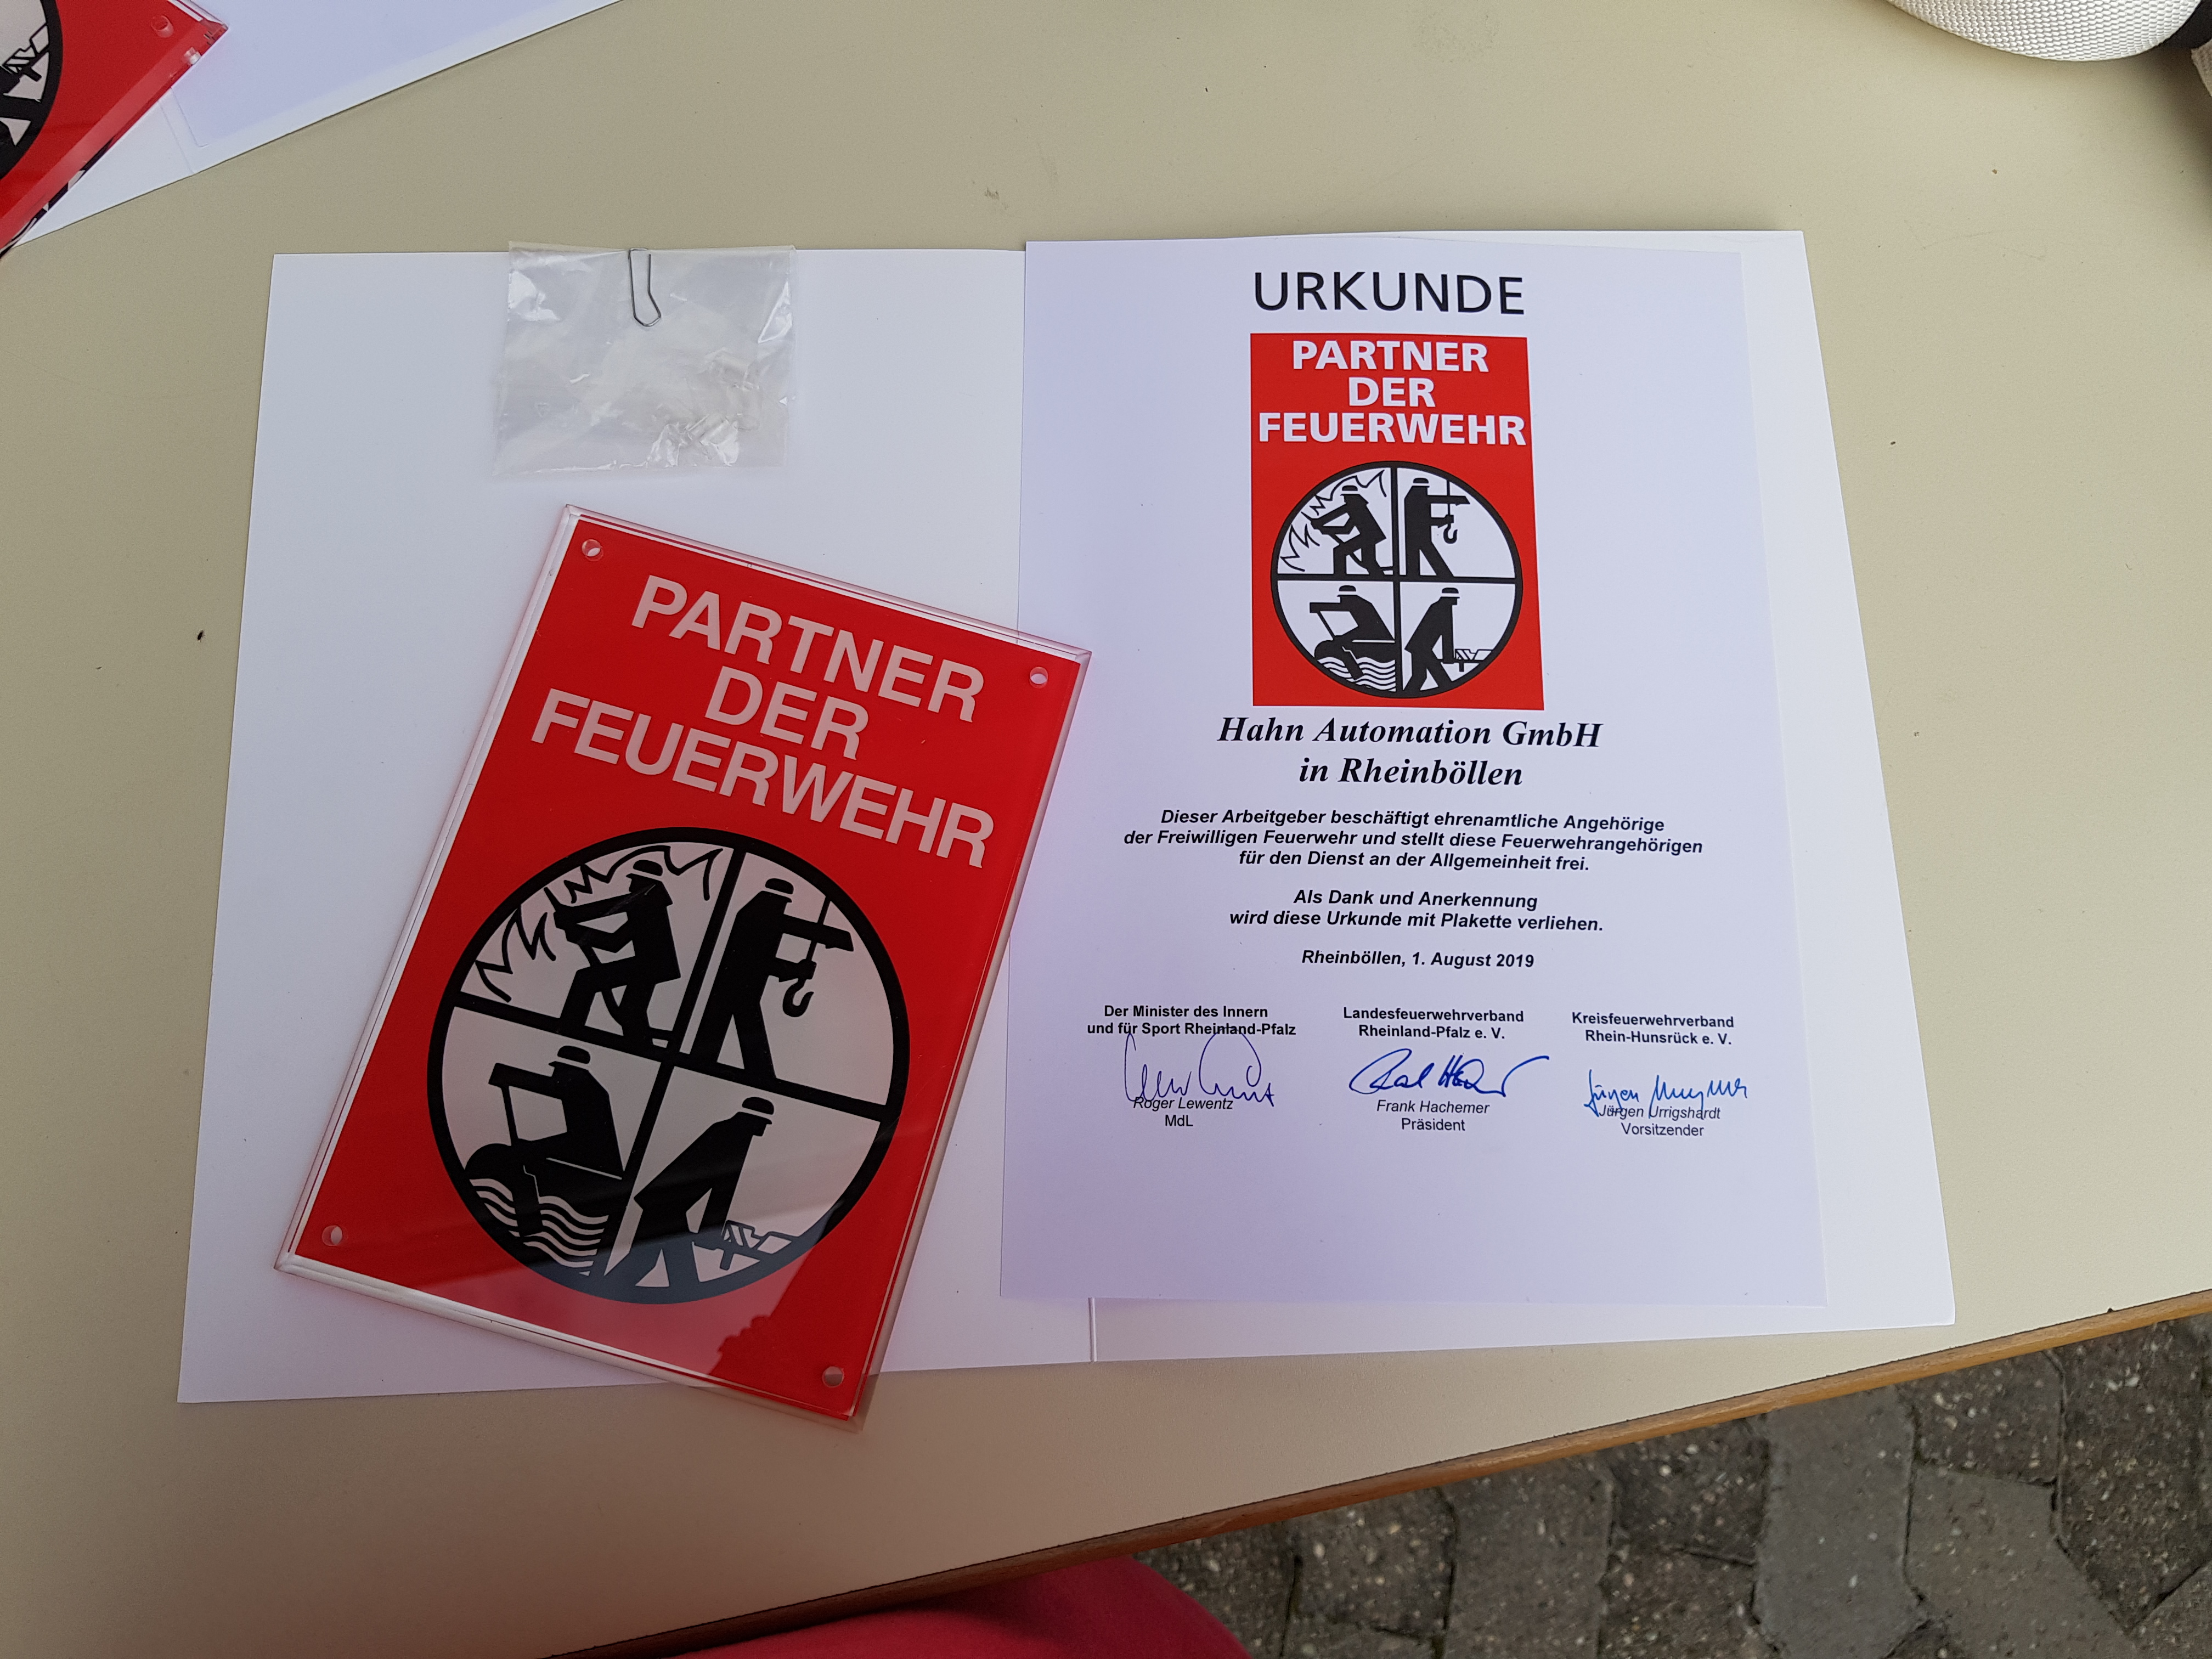 PARTNER
DER
FEUERWEHR
URKUNDE
PARTNER
DER
FEUERWEHR
Hahn Automation GmbH
in Rheinböllen
Dieser Arbeitgeber beschäftigt ehrenamtliche Angehörige
der Freiwilligen Feuerwehr und stellt diese Feuerwehrangehörigen
für den Dienst an der Allgemeinheit frei.
Als Dank und Anerkennung
wird diese Urkunde mit Plakette verliehen.
Rheinböllen, 1. August 2019
Der Minister des Innern
und für Sport Rheinland-Pfalz
Roger Lewentz
MdL
Landesfeuerwehrverband
Rheinland-Pfalz e. V.
Frank Hachemer
Präsident
Kreisfeuerwehrverband
Rhein-Hunsrück e. V.
Jürgen Urrigshardt
Vorsitzender